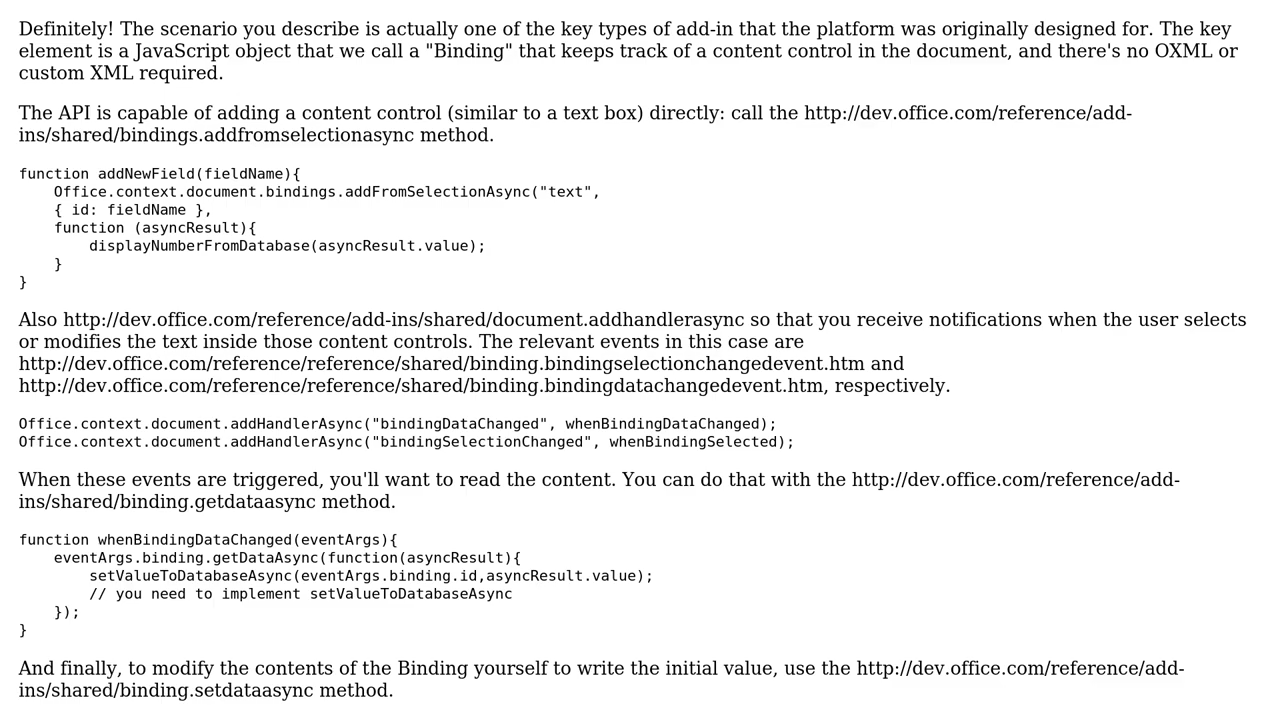 Definitely! The scenario you describe is actually one of the key types of add-in that the platform was originally designed for. The key
element is a JavaScript object that we call a "Binding" that keeps track of a content control in the document, and there's no OXML or
custom XML required.
The API is capable of adding a content control (similar to a text box) directly: call the http://dev.office.com/reference/add-
ins/shared/bindings.addfromselectionasync method.
function addNewField(fieldName){
    Office.context.document.bindings.addFromSelectionAsync("text",
    { id: fieldName },
    function (asyncResult){
        displayNumberFromDatabase(asyncResult.value);
    }
}
Also http://dev.office.com/reference/add-ins/shared/document.addhandlerasync so that you receive notifications when the user selects
or modifies the text inside those content controls. The relevant events in this case are
http://dev.office.com/reference/reference/shared/binding.bindingselectionchangedevent.htm and
http://dev.office.com/reference/reference/shared/binding.bindingdatachangedevent.htm, respectively.
Office.context.document.addHandlerAsync("bindingDataChanged", whenBindingDataChanged);
Office.context.document.addHandlerAsync("bindingSelectionChanged", whenBindingSelected);
When these events are triggered, you'll want to read the content. You can do that with the http://dev.office.com/reference/add-
ins/shared/binding.getdataasync method.
function whenBindingDataChanged(eventArgs){
    eventArgs.binding.getDataAsync(function(asyncResult){
        setValueToDatabaseAsync(eventArgs.binding.id,asyncResult.value);
        // you need to implement setValueToDatabaseAsync
    });
}
And finally, to modify the contents of the Binding yourself to write the initial value, use the http://dev.office.com/reference/add-
ins/shared/binding.setdataasync method.